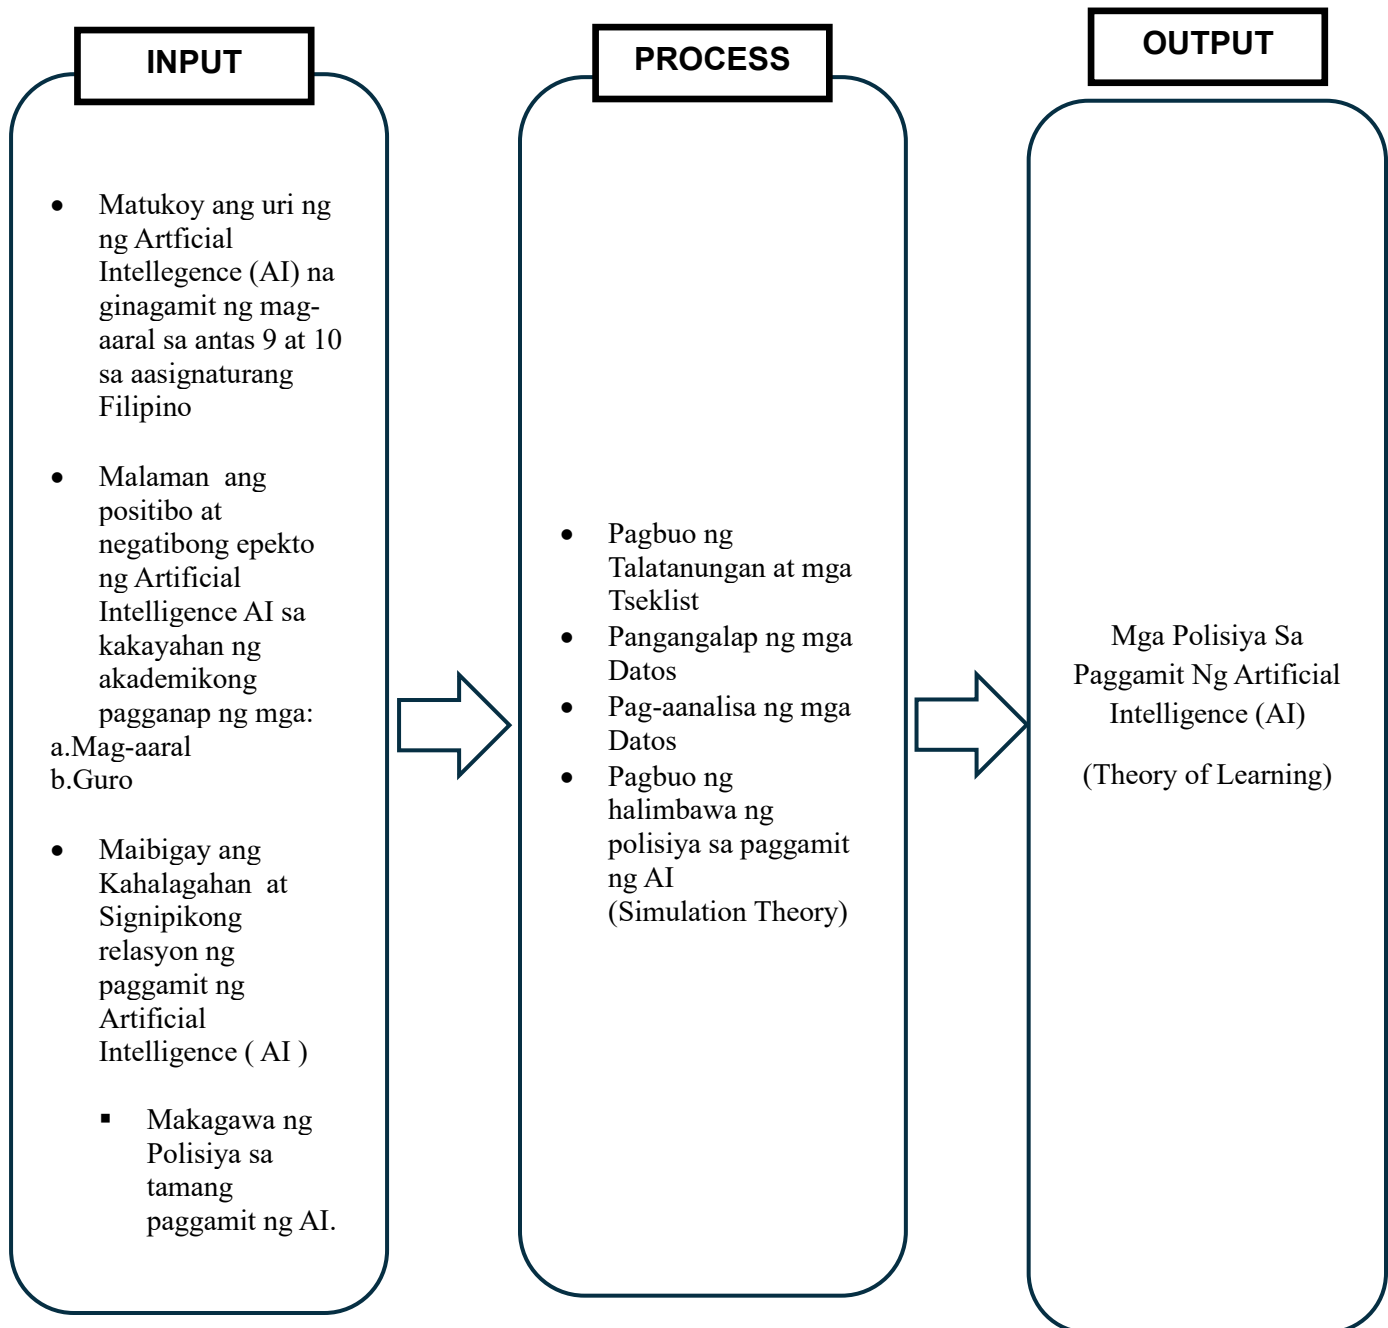 INPUT
• Matukoy ang uri ng
ng Artficial
Intellegence (AI) na
ginagamit ng mag-
aaral sa antas 9 at 10
sa aasignaturang
Filipino
• Malaman ang
positibo at
negatibong epekto
ng Artificial
Intelligence AI sa
kakayahan ng
akademikong
pagganap ng mga:
a.Mag-aaral
b.Guro
• Maibigay ang
Kahalagahan at
Signipikong
relasyon ng
paggamit ng
Artificial
Intelligence ( AI )
▪ Makagawa ng
Polisiya sa
tamang
paggamit ng AI.
PROCESS
• Pagbuo ng
Talatanungan at mga
Tseklist
• Pangangalap ng mga
Datos
• Pag-aanalisa ng mga
Datos
• Pagbuo ng
halimbawa ng
polisiya sa paggamit
ng AI
(Simulation Theory)
OUTPUT
Mga Polisiya Sa
Paggamit Ng Artificial
Intelligence (AI)
(Theory of Learning)